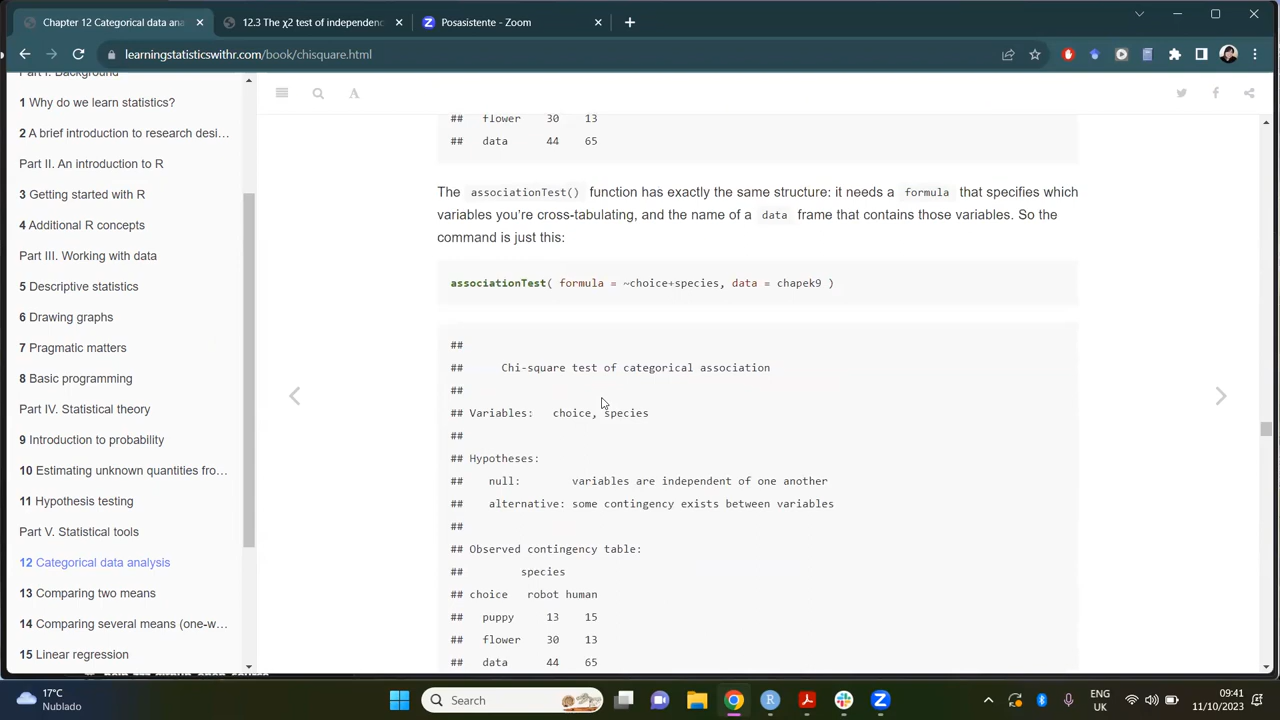 Chapter 12 Categorical data an
12.3 The χ2 test of independenc
Posasistente - Zoom
learningstatisticswithr.com/book/chisquare.html
Part I. Background
1 Why do we learn statistics?
2 A brief introduction to research desi…
Part II. An introduction to R
3 Getting started with R
4 Additional R concepts
Part III. Working with data
5 Descriptive statistics
6 Drawing graphs
7 Pragmatic matters
8 Basic programming
Part IV. Statistical theory
9 Introduction to probability
10 Estimating unknown quantities fro…
11 Hypothesis testing
Part V. Statistical tools
12 Categorical data analysis
13 Comparing two means
14 Comparing several means (one-w…
15 Linear regression
A
## flower 30 13
## data 44 65
The associationTest() function has exactly the same structure: it needs a formula that specifies which
variables you're cross-tabulating, and the name of a data frame that contains those variables. So the
command is just this:
associationTest( formula = ~choice+species, data = chapek9 )
##
## Chi-square test of categorical association
##
## Variables: choice, species
##
## Hypotheses:
## null: variables are independent of one another
## alternative: some contingency exists between variables
##
## Observed contingency table:
## species
## choice robot human
## puppy 13 15
## flower 30 13
## data 44 65
17°C
Nublado
Search
ENG
UK
09:41
11/10/2023